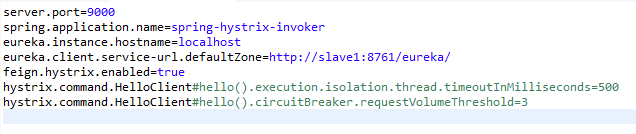 server.port=9000
spring.application.name=spring-hystrix-invoker
eureka.instance.hostname=localhost
eureka.client.service-url.defaultZone=http://slave1:8761/eureka/
feign.hystrix.enabled=true
hystrix.command.HelloClient#hello().execution.isolation.thread.timeoutInMilliseconds=500
hystrix.command.HelloClient#hello().circuitBreaker.requestVolumeThreshold=3